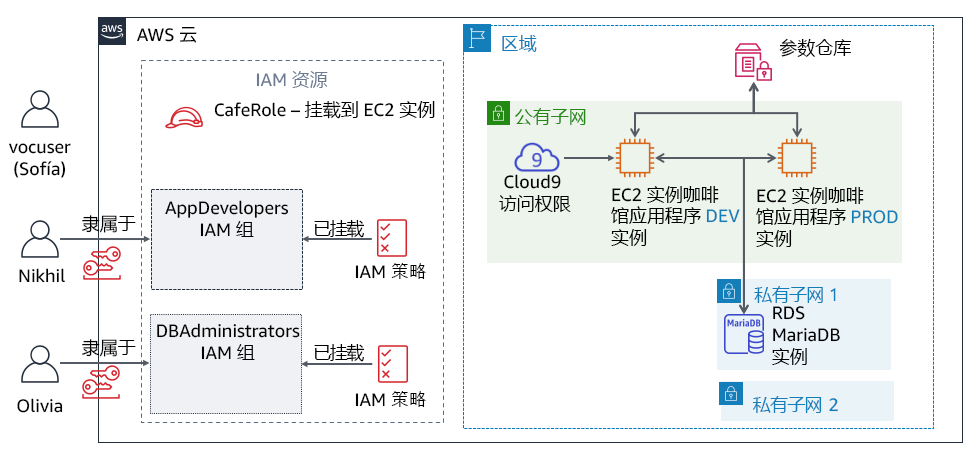 aws
AWS 云
区域
参数仓库
IAM 资源
CafeRole – 挂载到 EC2 实例
vocuser
(Sofía)
公有子网
9
Cloud9
访问权限
EC2 实例咖啡
馆应用程序 DEV
实例
EC2 实例咖啡
馆应用程序 PROD
实例
隶属于
AppDevelopers
IAM 组
已挂载
IAM 策略
Nikhil
私有子网 1
MariaDB
RDS
MariaDB
实例
隶属于
DBAdministrators
IAM 组
已挂载
IAM 策略
Olivia
私有子网 2